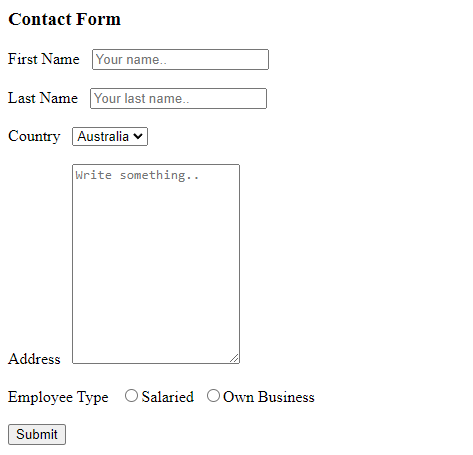 Contact Form
First Name Your name..
Last Name Your last name..
Country Australia
Write something..
Address
Employee Type Salaried Own Business
Submit